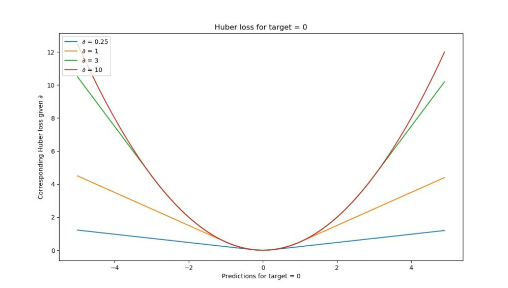 Huber loss for target = 0
∂ = 0.25
∂ = 1
∂ = 3
∂ = 10
Corresponding Huber loss given ∂
12
10
8
6
4
2
0
−4
−2
0
2
4
Predictions for target = 0